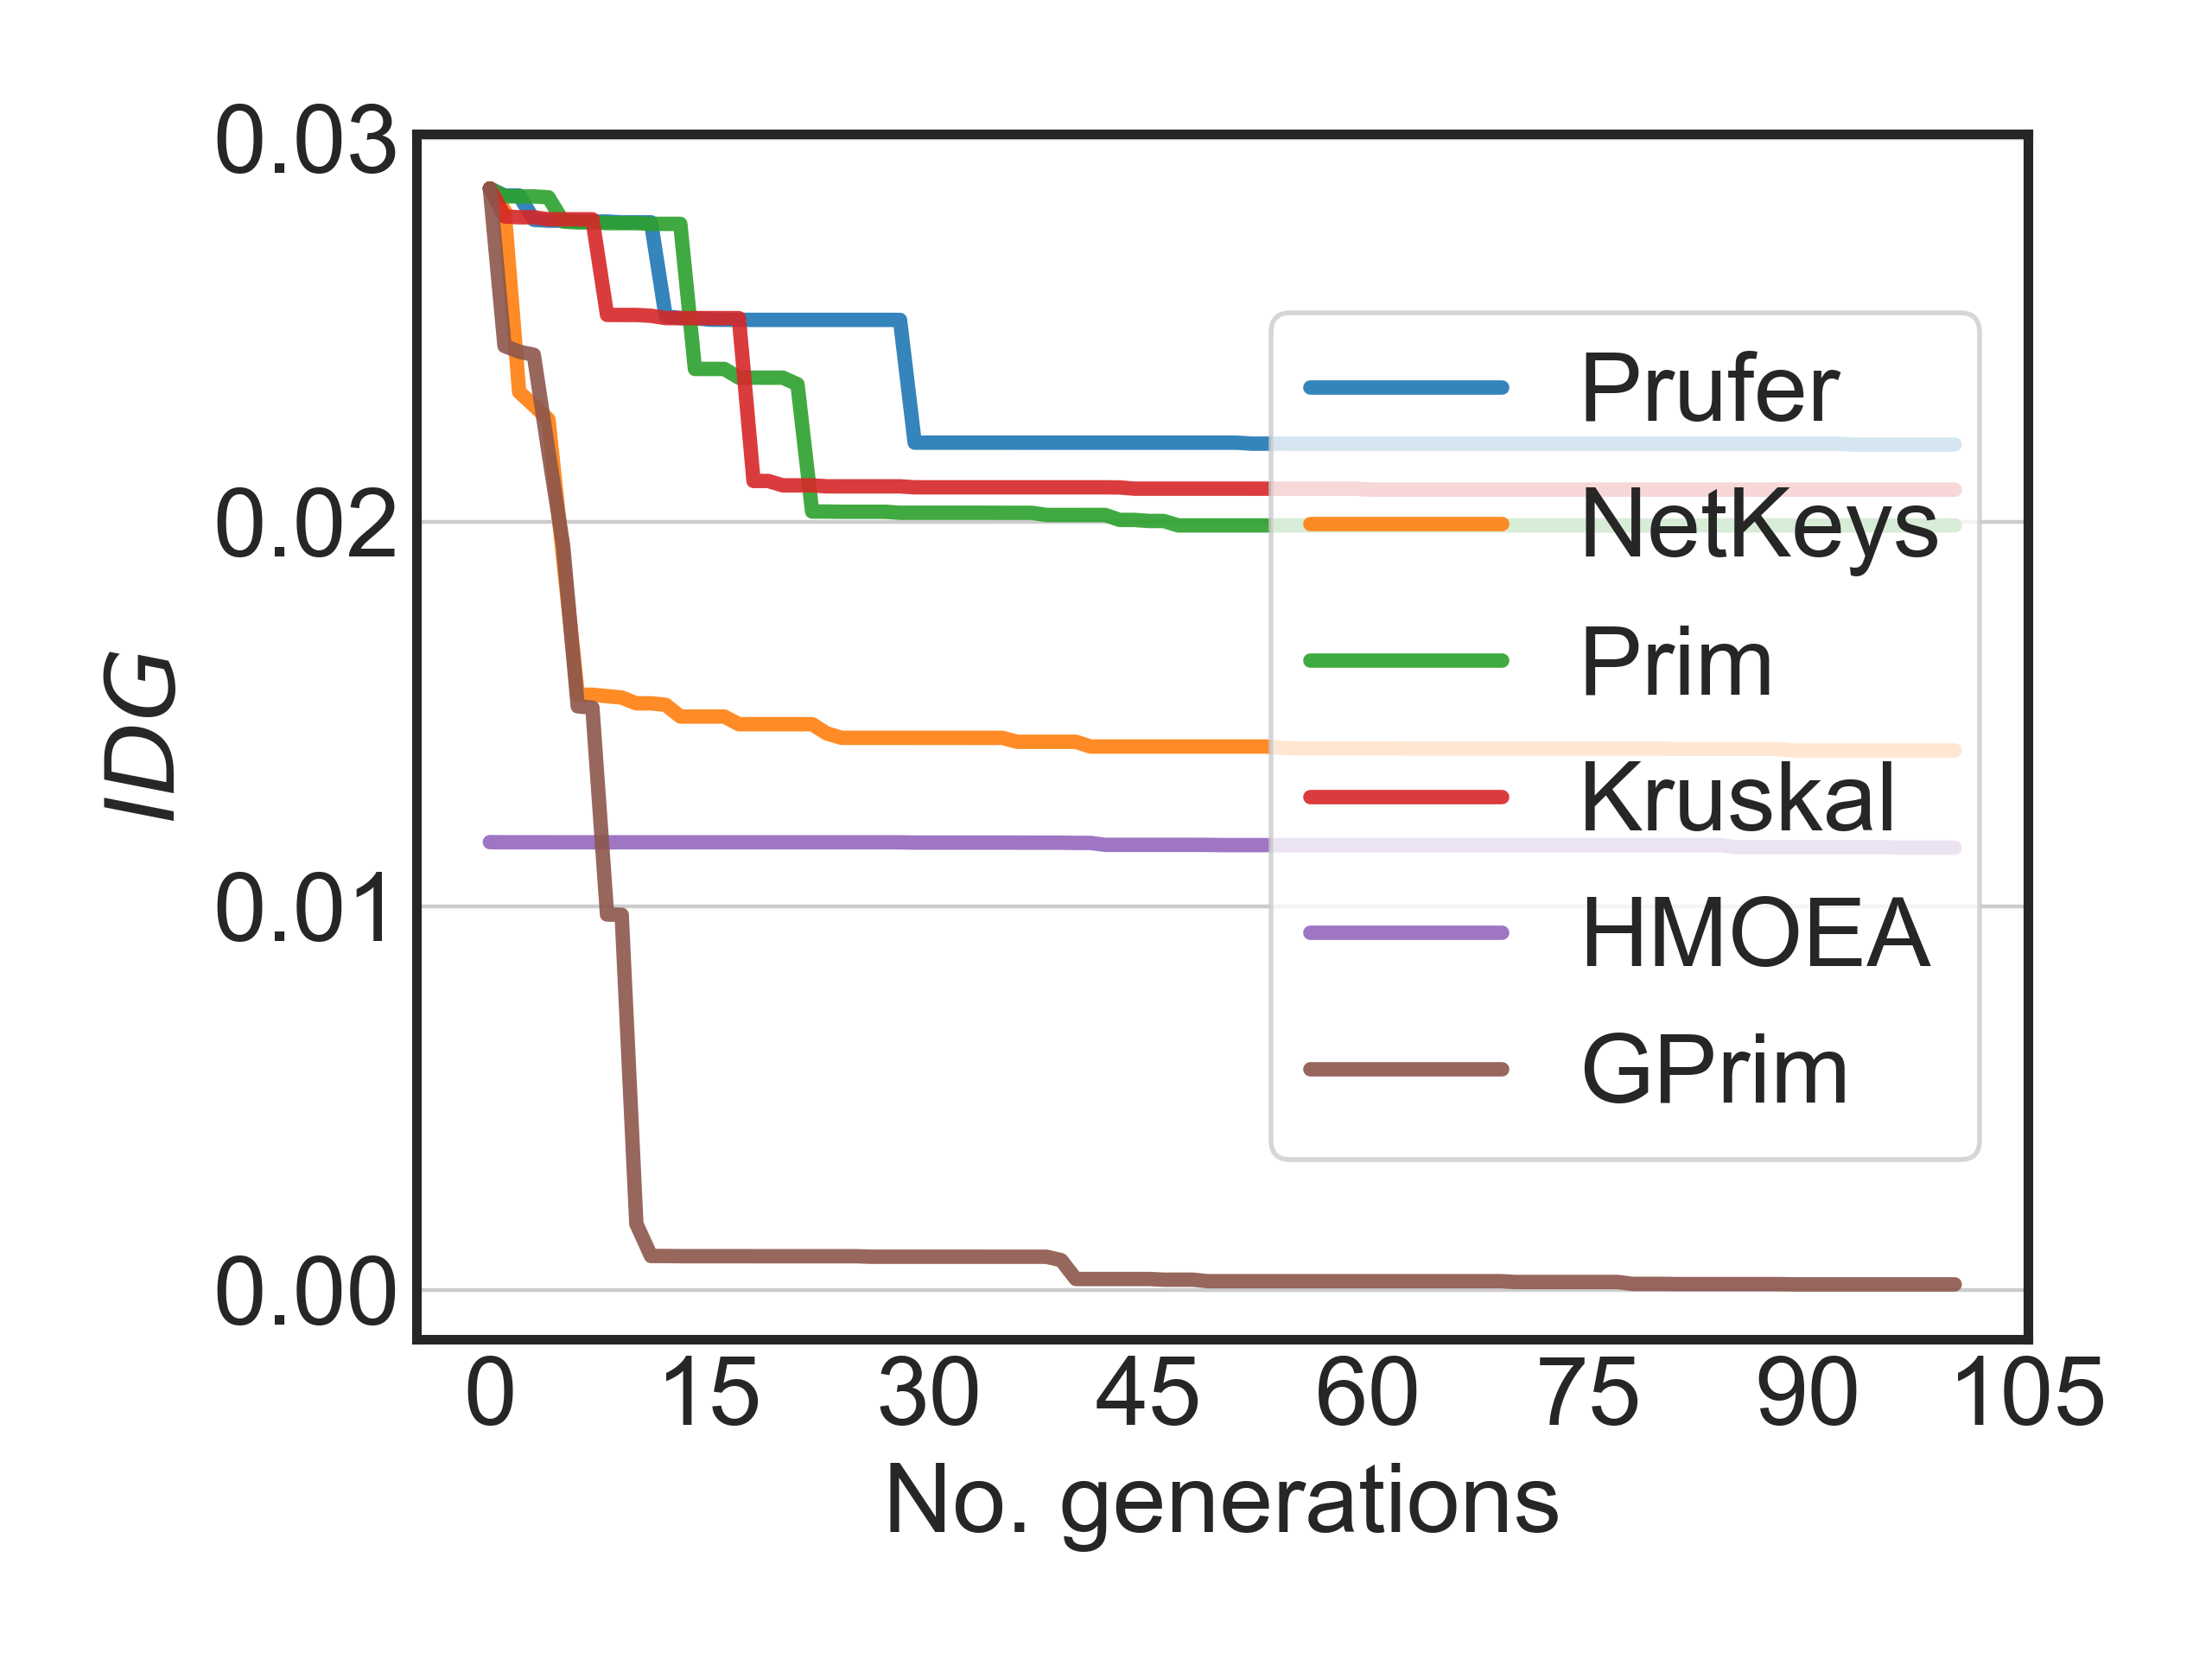 0.03
0.02
0.01
0.00
IDG
0 15 30 45 60 75 90 105
No. generations
Prufer
NetKeys
Prim
Kruskal
HMOEA
GPrim